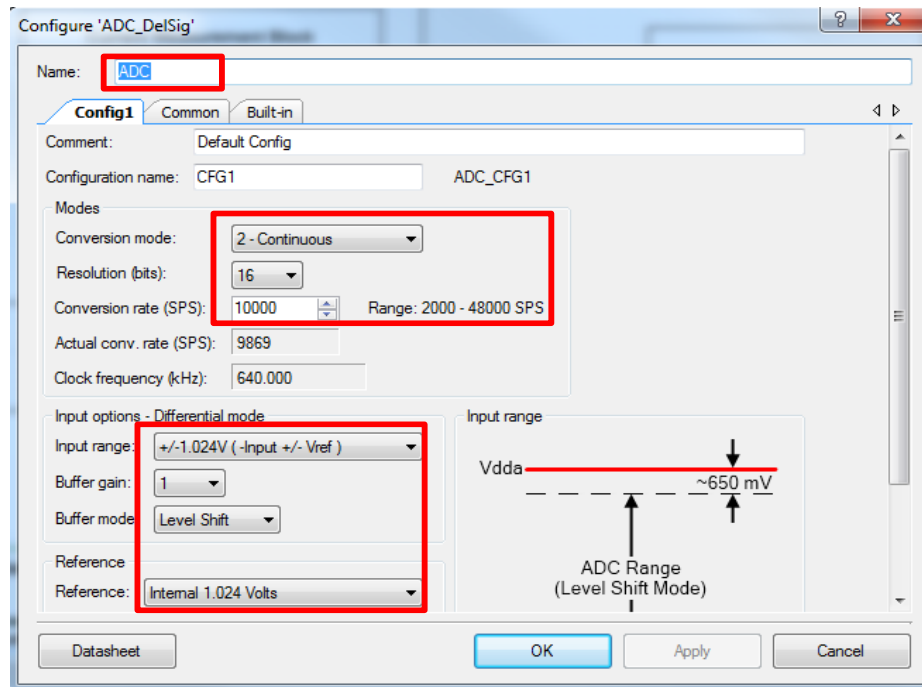 Configure 'ADC_DelSig'
Name: ADC
Config1 Common Built-in
Comment: Default Config
Configuration name: CFG1 ADC_CFG1
Modes
Conversion mode: 2 - Continuous
Resolution (bits): 16
Conversion rate (SPS): 10000 Range: 2000 - 48000 SPS
Actual conv. rate (SPS): 9869
Clock frequency (kHz): 640.000
Input options - Differential mode Input range
Input range: +/-1.024V ( -Input +/- Vref )
Vdda
~650 mV
Buffer gain: 1
Buffer mode Level Shift
ADC Range
(Level Shift Mode)
Reference
Reference: Internal 1.024 Volts
Datasheet OK Apply Cancel